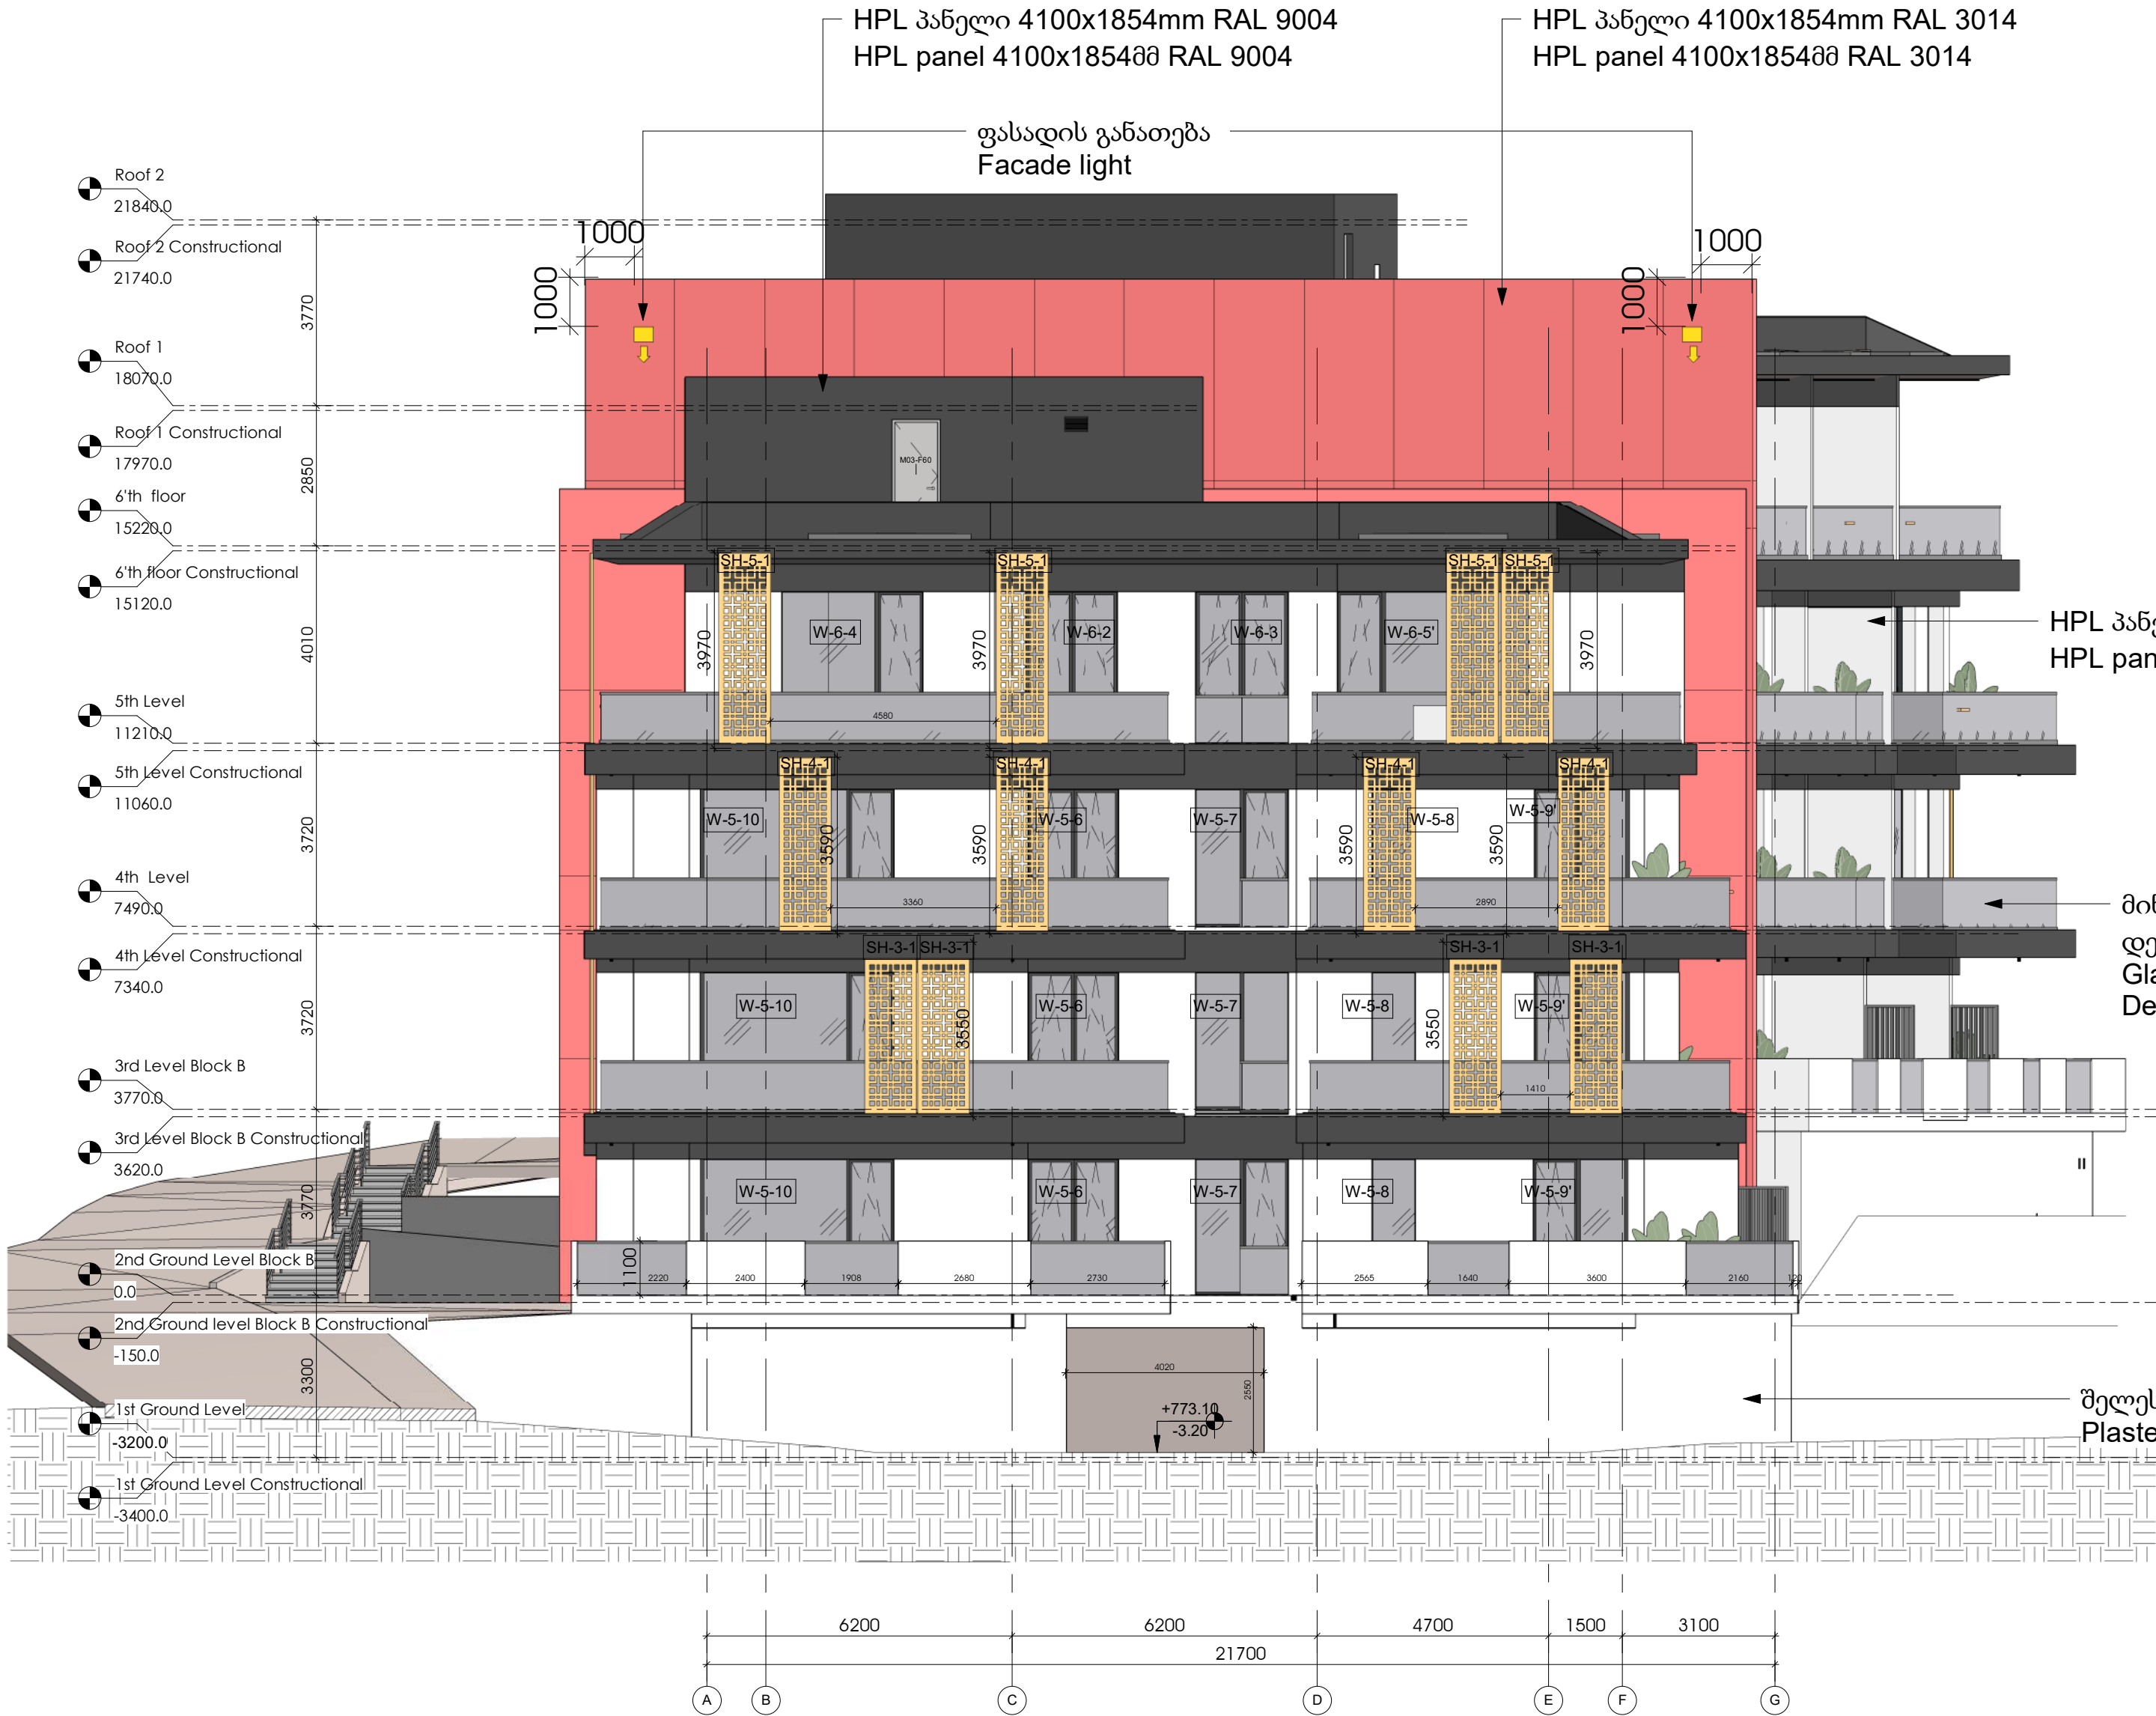 HPL პანელი 4100x1854mm RAL 9004
HPL panel 4100x1854მმ RAL 9004
HPL პანელი 4100x1854mm RAL 3014
HPL panel 4100x1854მმ RAL 3014
ფასადის განათება
Facade light
Roof 2
21840.0
Roof 2 Constructional
21740.0
Roof 1
18070.0
Roof 1 Constructional
17970.0
6'th floor
15220.0
6'th floor Constructional
15120.0
5th Level
11210.0
5th Level Constructional
11060.0
4th Level
7490.0
4th Level Constructional
7340.0
3rd Level Block B
3770.0
3rd Level Block B Constructional
3620.0
2nd Ground Level Block B
0.0
2nd Ground level Block B Constructional
-150.0
1st Ground Level
-3200.0
1st Ground Level Constructional
-3400.0
3770
2850
4010
3720
3720
3770
3300
1000
1000
1000
1000
M03-F60
SH-5-1 SH-5-1 SH-5-1 SH-5-1
W-6-4 W-6-2 W-6-3 W-6-5'
3970 3970 3970
4580
SH-4-1 SH-4-1 SH-4-1 SH-4-1
W-5-10 W-5-6 W-5-7 W-5-8 W-5-9'
3590 3590 3590 3590
3360 2890
SH-3-1 SH-3-1 SH-3-1 SH-3-1
W-5-10 W-5-6 W-5-7 W-5-8 W-5-9'
3550 3550
1410
W-5-10 W-5-6 W-5-7 W-5-8 W-5-9'
1100
2220 2400 1908 2680 2730 2565 1640 3600 2160 120
4020
2550
+773.10
-3.20
HPL პანე
HPL pan
მინ
დე
Gla
De
II
შელეს
Plaste
6200 6200 4700 1500 3100
21700
A B C D E F G